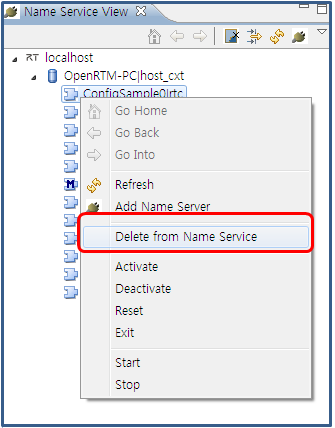 Name Service View
RT localhost
OpenRTM-PC|host_cxt
ConfigSample0|rtc
Go Home
Go Back
Go Into
M
Refresh
Add Name Server
Delete from Name Service
Activate
Deactivate
Reset
Exit
Start
Stop